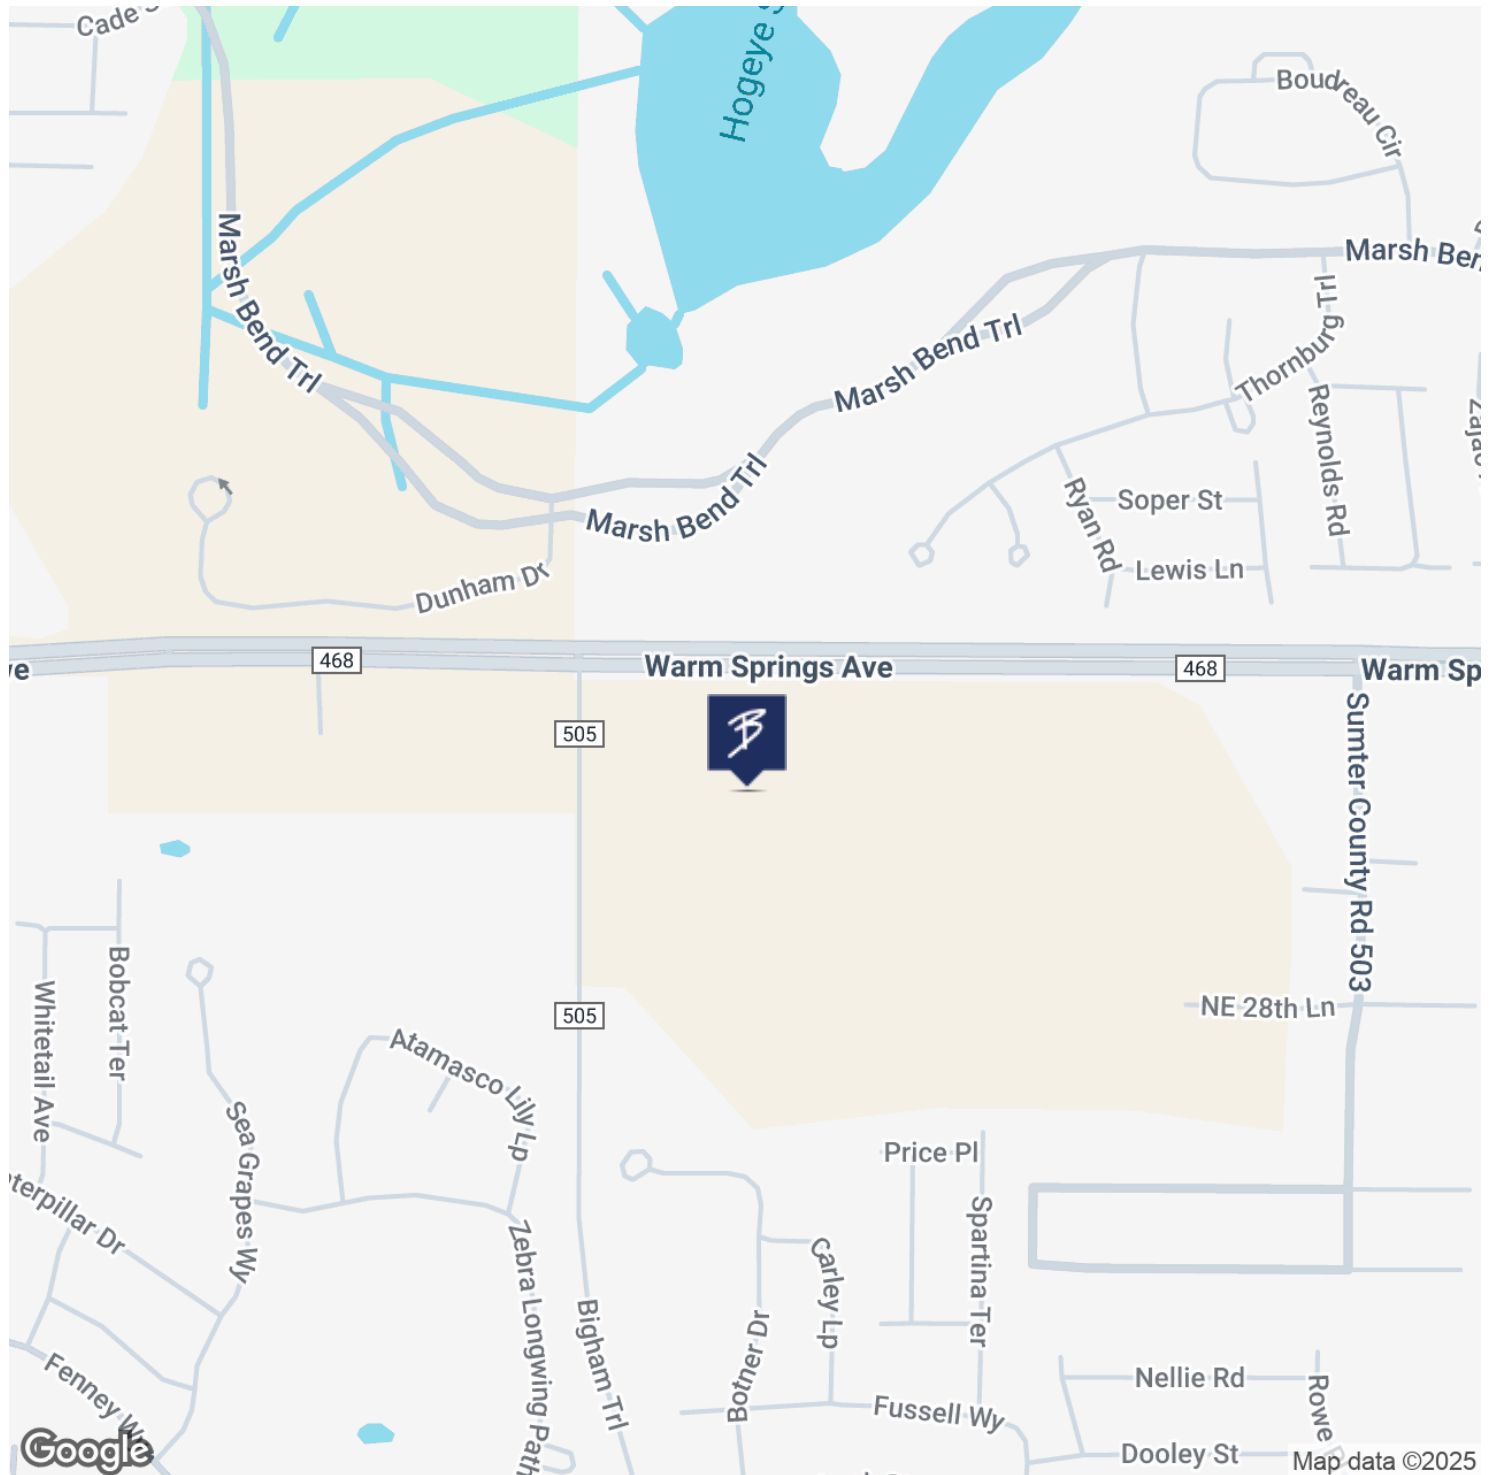 Cade
Hogeye
Boudreau Cir
Marsh Bend Trl
Marsh Ben
Thornburg Trl
Marsh Bend Trl
Reynolds Rd
Marsh Bend Trl
Ryan Rd
Soper St
Lewis Ln
Dunham Dr
ve
468
Warm Springs Ave
468
Warm Sp
505
B
Sumter County Rd 503
Bobcat Ter
Whitetail Ave
505
NE 28th Ln
Atamasco Lily Lp
Sea Grapes Wy
Price Pl
terpillar Dr
Spartina Ter
Zebra Longwing Path
Carley Lp
Bigham Trl
Botner Dr
Fenney W
Nellie Rd
Rowe
Fussell Wy
Dooley St
Google
Map data ©2025